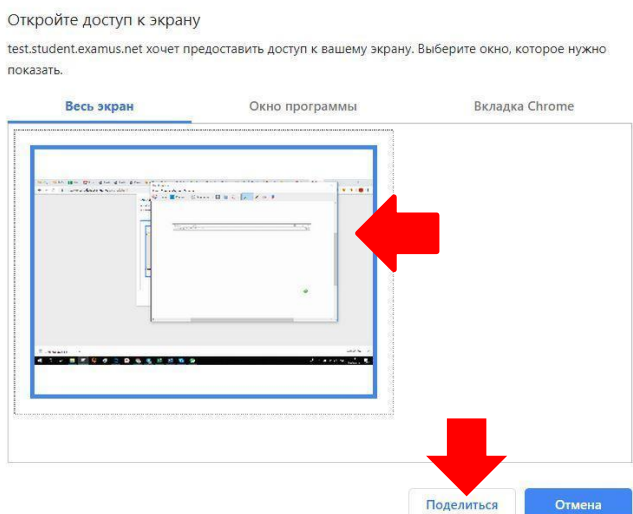 Откройте доступ к экрану
test.student.examus.net хочет предоставить доступ к вашему экрану. Выберите окно, которое нужно
показать.
Весь экран Окно программы Вкладка Chrome
Поделиться Отмена